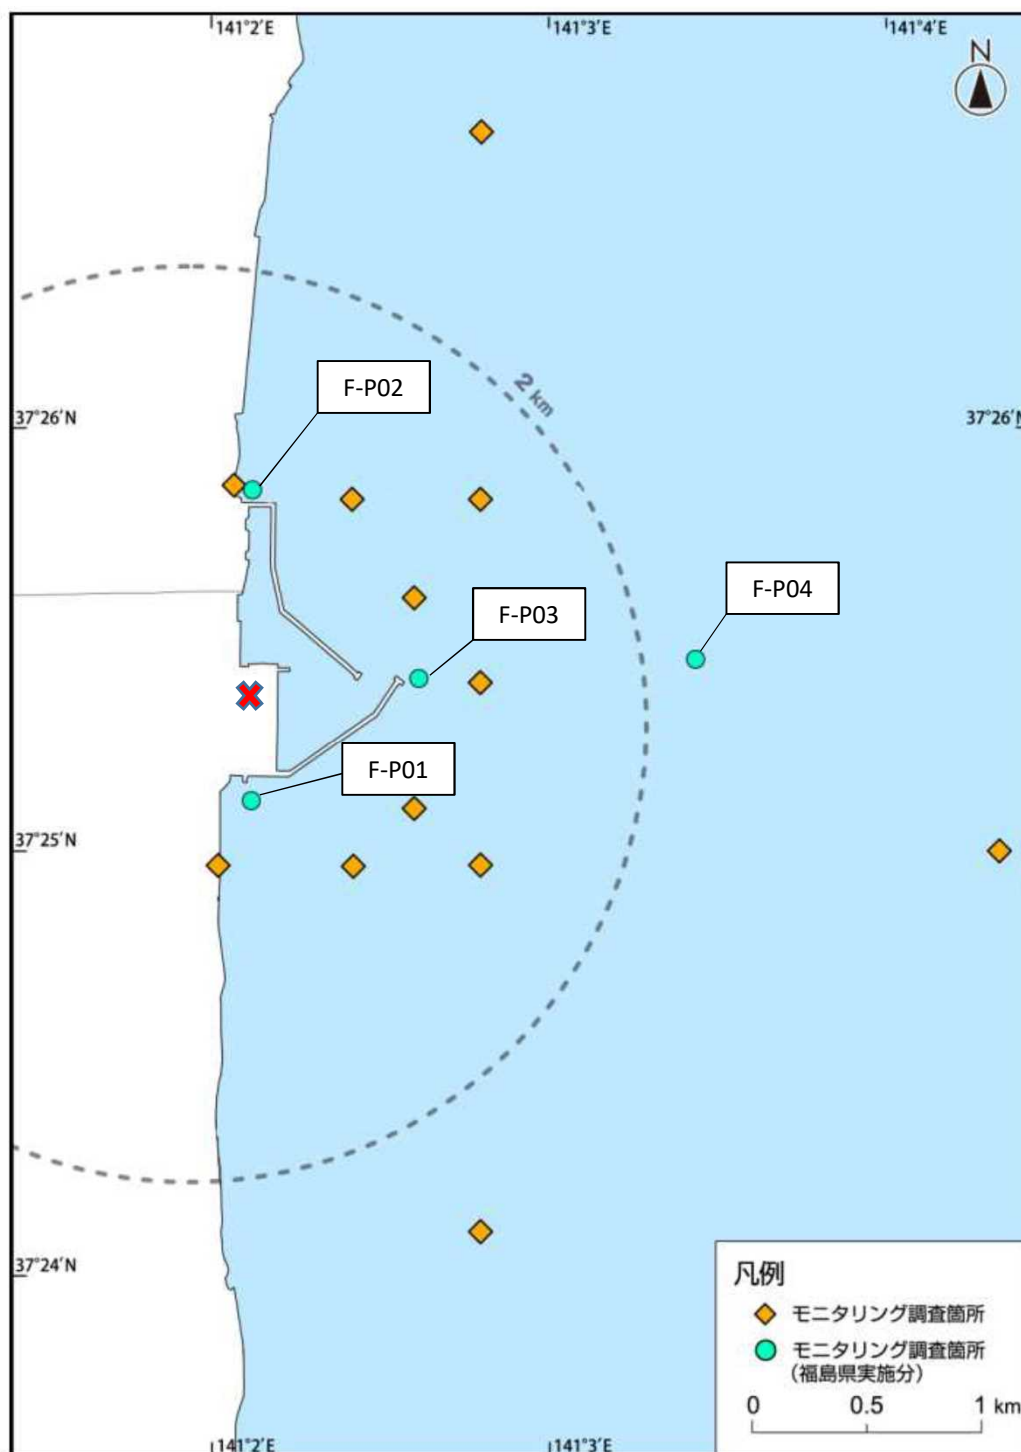 141°2′E
141°3′E
141°4′E
N
F-P02
2 km
37°26′N
37°26′N
F-P04
F-P03
F-P01
37°25′N
37°24′N
凡例
モニタリング調査箇所
モニタリング調査箇所
(福島県実施分)
0 0.5 1 km
141°2′E
141°3′E